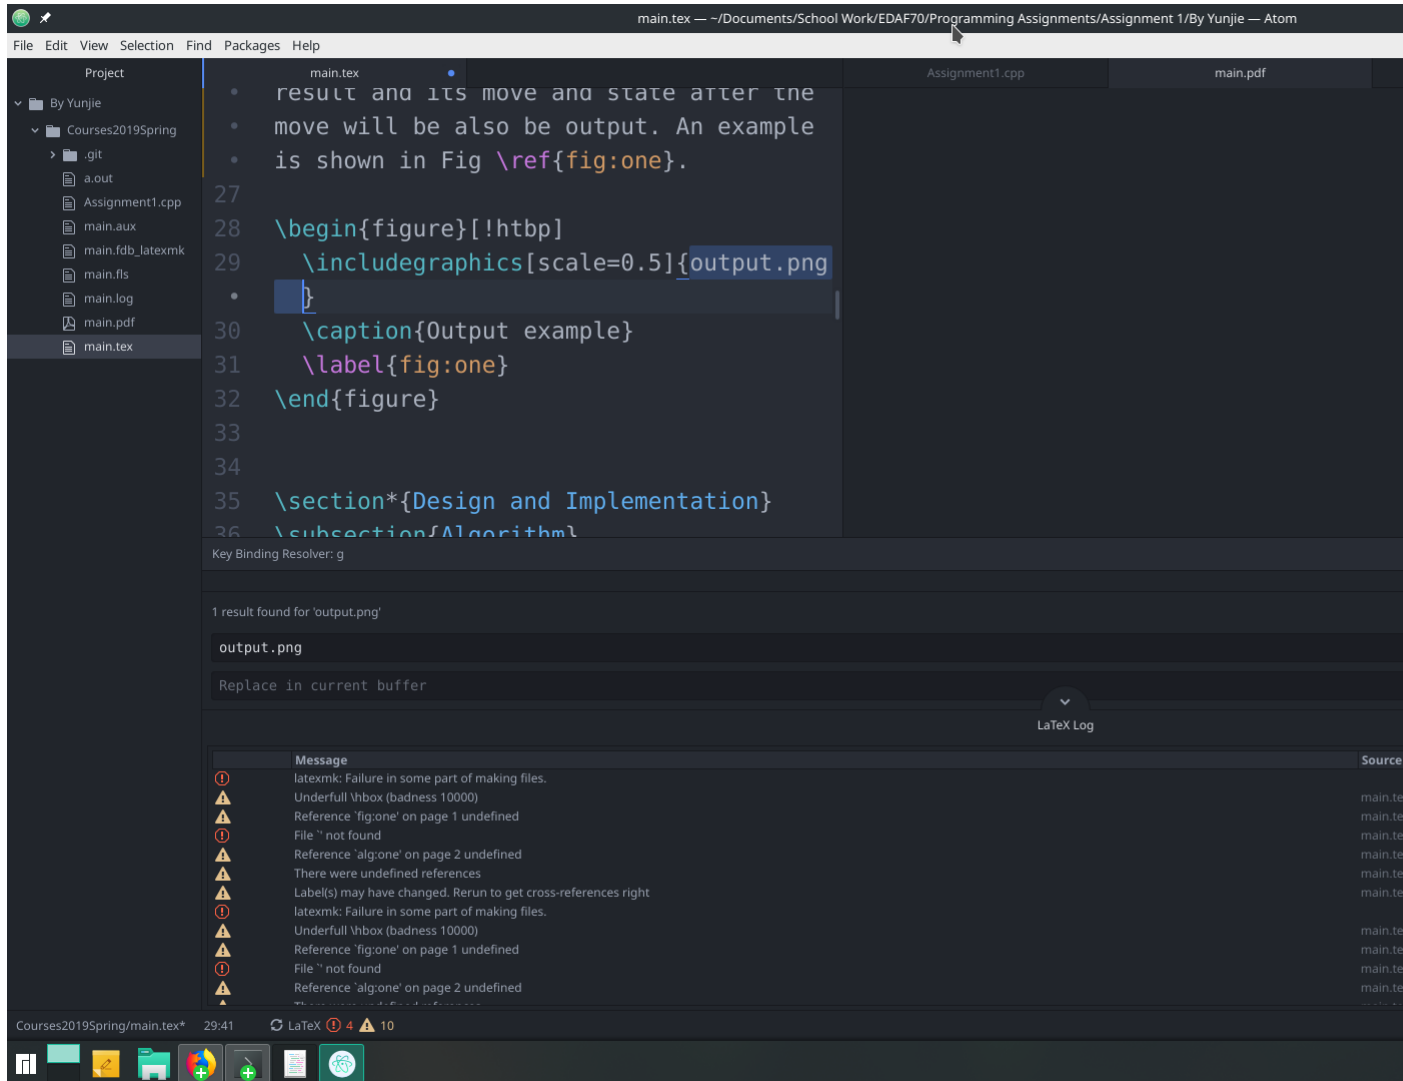 main.tex — ~/Documents/School Work/EDAF70/Programming Assignments/Assignment 1/By Yunjie — Atom
File Edit View Selection Find Packages Help
Project
main.tex
Assignment1.cpp
main.pdf
By Yunjie
Courses2019Spring
.git
a.out
Assignment1.cpp
main.aux
main.fdb_latexmk
main.fls
main.log
main.pdf
main.tex
result and its move and state after the
move will be also be output. An example
is shown in Fig \ref{fig:one}.
27
28 \begin{figure}[!htbp]
29 \includegraphics[scale=0.5]{output.png
}
30 \caption{Output example}
31 \label{fig:one}
32 \end{figure}
33
34
35 \section*{Design and Implementation}
36 \subsection{Algorithm}
Key Binding Resolver: g
1 result found for 'output.png'
output.png
Replace in current buffer
LaTeX Log
Message Source
latexmk: Failure in some part of making files.
Underfull \hbox (badness 10000) main.te
Reference `fig:one' on page 1 undefined main.te
File `' not found main.te
Reference `alg:one' on page 2 undefined main.te
There were undefined references main.te
Label(s) may have changed. Rerun to get cross-references right main.te
latexmk: Failure in some part of making files.
Underfull \hbox (badness 10000) main.te
Reference `fig:one' on page 1 undefined main.te
File `' not found main.te
Reference `alg:one' on page 2 undefined main.te
There were undefined references
Courses2019Spring/main.tex* 29:41 LaTeX 4 10